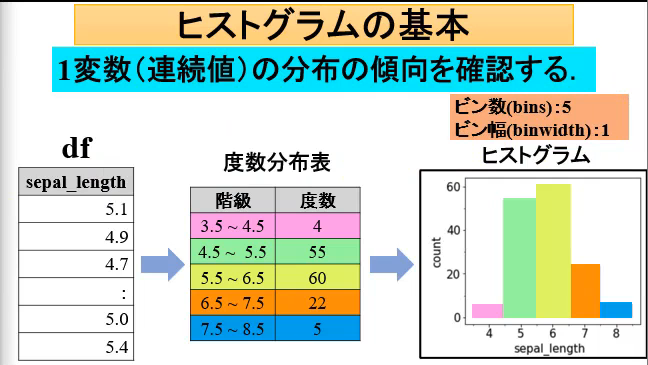 ヒストグラムの基本
1変数（連続値）の分布の傾向を確認する.
ビン数(bins):5
ビン幅(binwidth):1
df
度数分布表
ヒストグラム
sepal_length
5.1
4.9
4.7
:
5.0
5.4
階級 度数
3.5 ~ 4.5 4
4.5 ~ 5.5 55
5.5 ~ 6.5 60
6.5 ~ 7.5 22
7.5 ~ 8.5 5
60
40
20
0
count
4 5 6 7 8
sepal_length